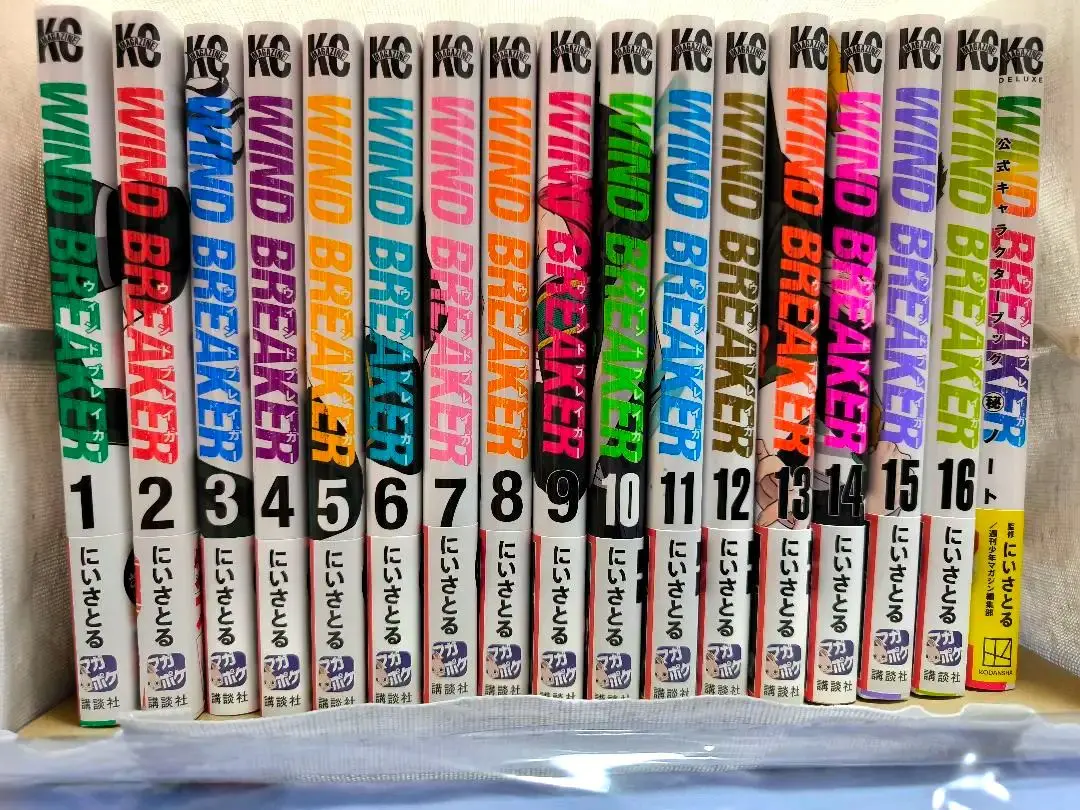 KC MAGAZINE
WIND BREAKER
ウィンドブレイカー
1
にいさとる
マガポケ
講談社
KC MAGAZINE
WIND BREAKER
ウィンドブレイカー
2
にいさとる
マガポケ
講談社
KC MAGAZINE
WIND BREAKER
ウィンドブレイカー
3
にいさとる
マガポケ
講談社
KC MAGAZINE
WIND BREAKER
ウィンドブレイカー
4
にいさとる
マガポケ
講談社
KC MAGAZINE
WIND BREAKER
ウィンドブレイカー
5
にいさとる
マガポケ
講談社
KC MAGAZINE
WIND BREAKER
ウィンドブレイカー
6
にいさとる
マガポケ
講談社
KC MAGAZINE
WIND BREAKER
ウィンドブレイカー
7
にいさとる
マガポケ
講談社
KC MAGAZINE
WIND BREAKER
ウィンドブレイカー
8
にいさとる
マガポケ
講談社
KC MAGAZINE
WIND BREAKER
ウィンドブレイカー
9
にいさとる
マガポケ
講談社
KC MAGAZINE
WIND BREAKER
ウィンドブレイカー
10
にいさとる
マガポケ
講談社
KC MAGAZINE
WIND BREAKER
ウィンドブレイカー
11
にいさとる
マガポケ
講談社
KC MAGAZINE
WIND BREAKER
ウィンドブレイカー
12
にいさとる
マガポケ
講談社
KC MAGAZINE
WIND BREAKER
ウィンドブレイカー
13
にいさとる
マガポケ
講談社
KC MAGAZINE
WIND BREAKER
ウィンドブレイカー
14
にいさとる
マガポケ
講談社
KC MAGAZINE
WIND BREAKER
ウィンドブレイカー
15
にいさとる
マガポケ
講談社
KC MAGAZINE
WIND BREAKER
ウィンドブレイカー
16
にいさとる
マガポケ
講談社
KC MAGAZINE
DELUXE
WIND BREAKER
ウィンドブレイカー
公式キャラクターブック㊙ノート
監修 にいさとる
/週刊少年マガジン編集部
KODANSHA